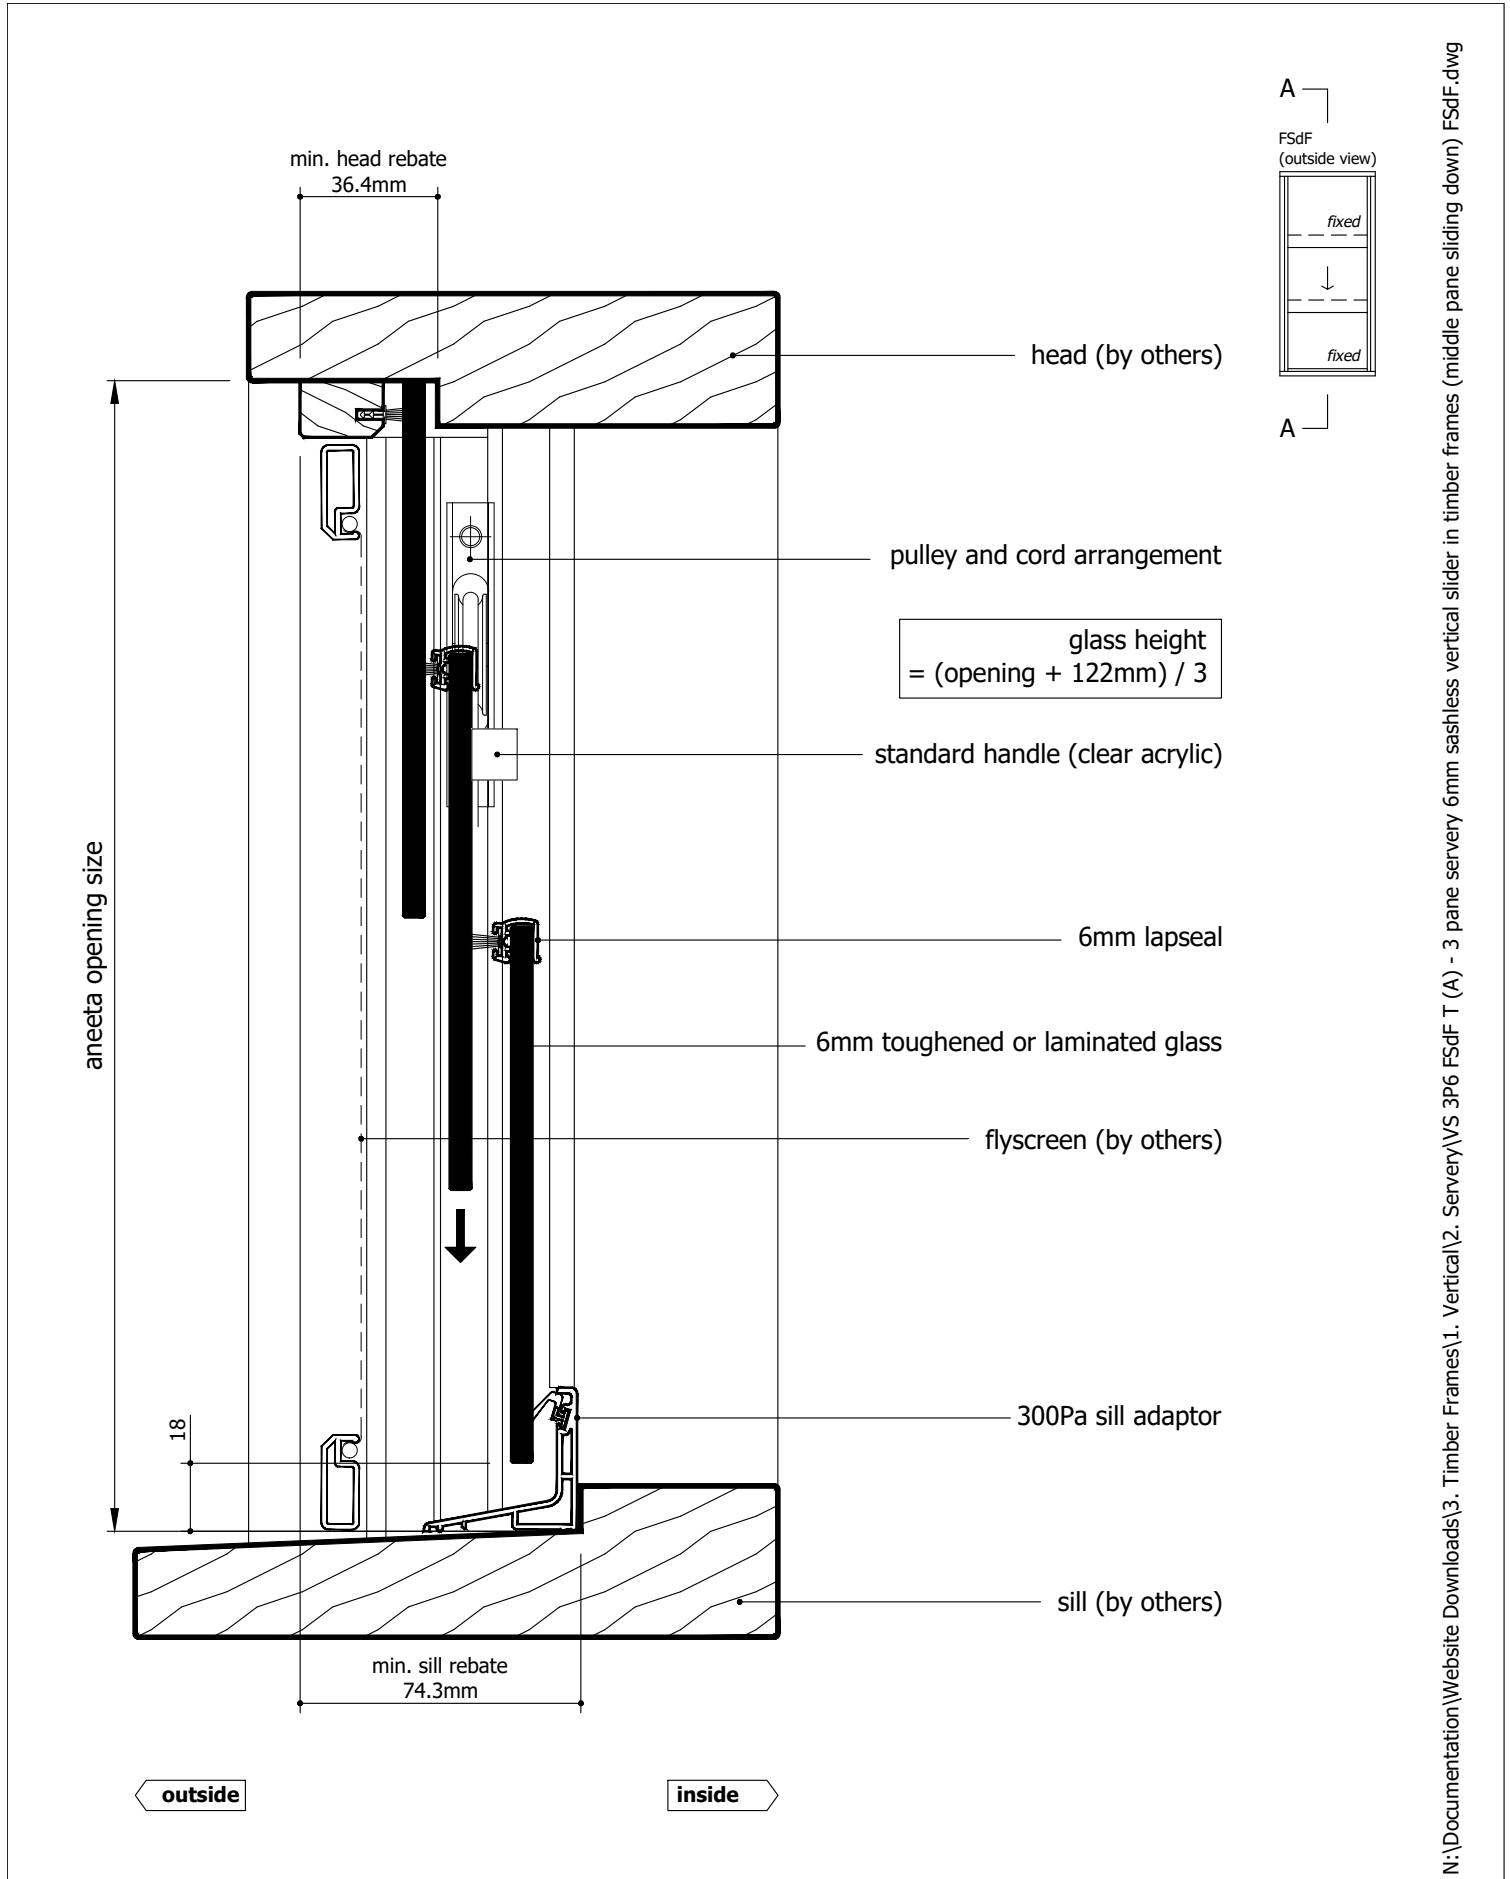 A
FSdF
(outside view)
fixed
fixed
A
min. head rebate
36.4mm
head (by others)
pulley and cord arrangement
glass height
= (opening + 122mm) / 3
standard handle (clear acrylic)
aneeta opening size
6mm lapseal
6mm toughened or laminated glass
flyscreen (by others)
18
300Pa sill adaptor
sill (by others)
min. sill rebate
74.3mm
outside
inside
N:\Documentation\Website Downloads\3. Timber Frames\1. Vertical\2. Servery\VS 3P6 FSdF T (A) - 3 pane servery 6mm sashless vertical slider in timber frames (middle pane sliding down) FSdF.dwg